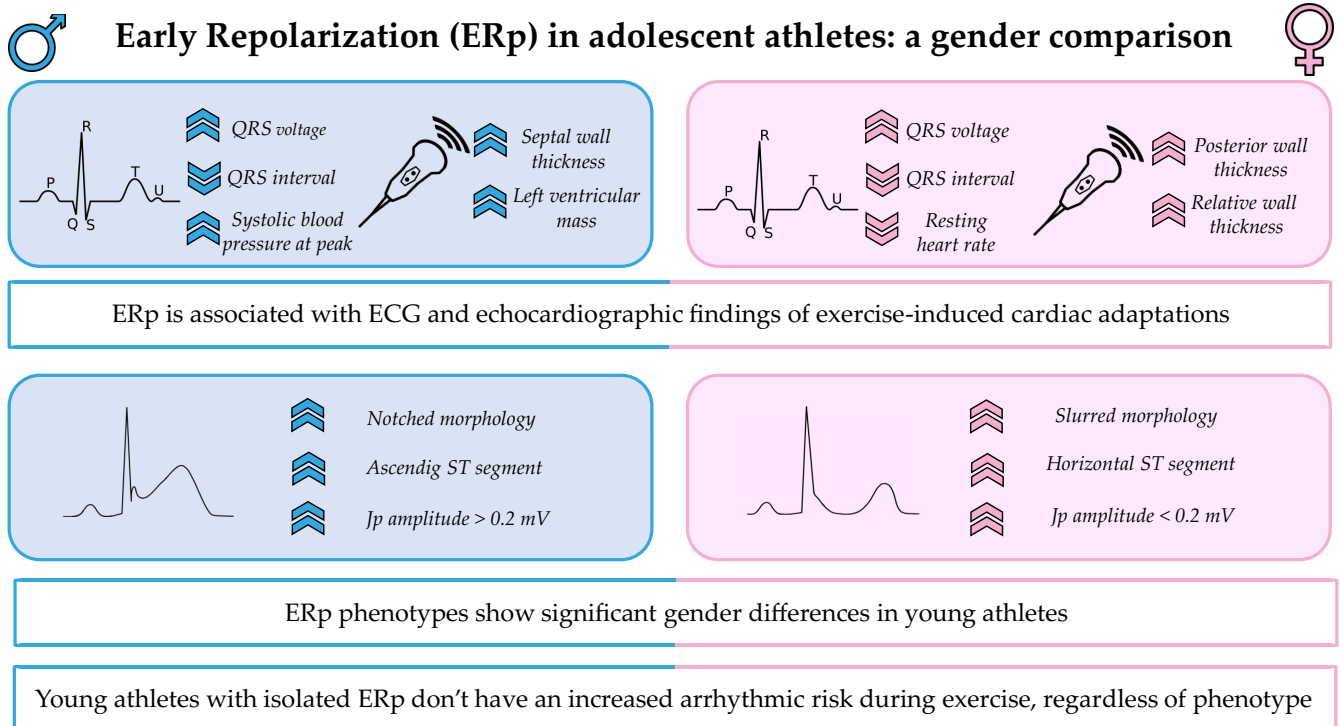 Early Repolarization (ERp) in adolescent athletes: a gender comparison
R
P
Q
S
T
U
QRS voltage
QRS interval
Systolic blood
pressure at peak
Septal wall
thickness
Left ventricular
mass
R
P
Q
S
T
U
QRS voltage
QRS interval
Resting
heart rate
Posterior wall
thickness
Relative wall
thickness
ERp is associated with ECG and echocardiographic findings of exercise-induced cardiac adaptations
Notched morphology
Ascendig ST segment
Jp amplitude > 0.2 mV
Slurred morphology
Horizontal ST segment
Jp amplitude < 0.2 mV
ERp phenotypes show significant gender differences in young athletes
Young athletes with isolated ERp don't have an increased arrhythmic risk during exercise, regardless of phenotype